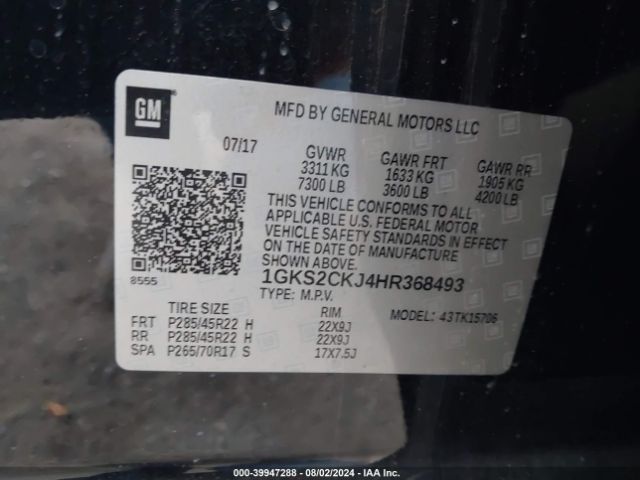 GM
MFD BY GENERAL MOTORS LLC
07/17
GVWR GAWR FRT GAWR RR
3311 KG 1633 KG 1905 KG
7300 LB 3600 LB 4200 LB
THIS VEHICLE CONFORMS TO ALL
APPLICABLE U.S. FEDERAL MOTOR
VEHICLE SAFETY STANDARDS IN EFFECT
ON THE DATE OF MANUFACTURE
SHOWN ABOVE.
8555
1GKS2CKJ4HR368493
TYPE: M.P.V.
TIRE SIZE RIM MODEL: 43TK15706
FRT P285/45R22 H 22X9J
RR P285/45R22 H 22X9J
SPA P265/70R17 S 17X7.5J
000-39947288 - 08/02/2024 - IAA Inc.